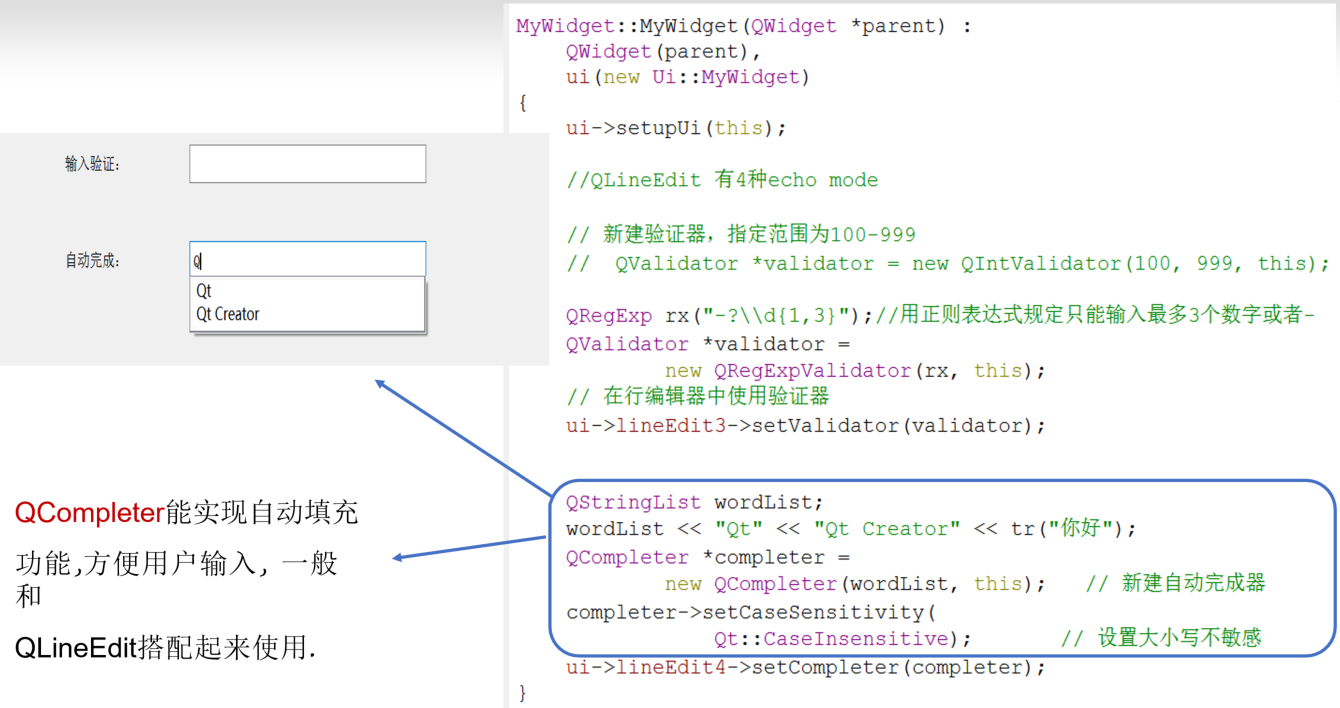 输入验证:
自动完成:
Q
Qt
Qt Creator
QCompleter能实现自动填充
功能,方便用户输入, 一般
和
QLineEdit搭配起来使用.
MyWidget::MyWidget(QWidget *parent) :
    QWidget(parent),
    ui(new Ui::MyWidget)
{
    ui->setupUi(this);
    //QLineEdit 有4种echo mode
    // 新建验证器，指定范围为100-999
    //  QValidator *validator = new QIntValidator(100, 999, this);
    QRegExp rx("-?\\d{1,3}");//用正则表达式规定只能输入最多3个数字或者-
    QValidator *validator =
            new QRegExpValidator(rx, this);
    // 在行编辑器中使用验证器
    ui->lineEdit3->setValidator(validator);
    QStringList wordList;
    wordList << "Qt" << "Qt Creator" << tr("你好");
    QCompleter *completer =
            new QCompleter(wordList, this);   // 新建自动完成器
    completer->setCaseSensitivity(
                Qt::CaseInsensitive);       // 设置大小写不敏感
    ui->lineEdit4->setCompleter(completer);
}